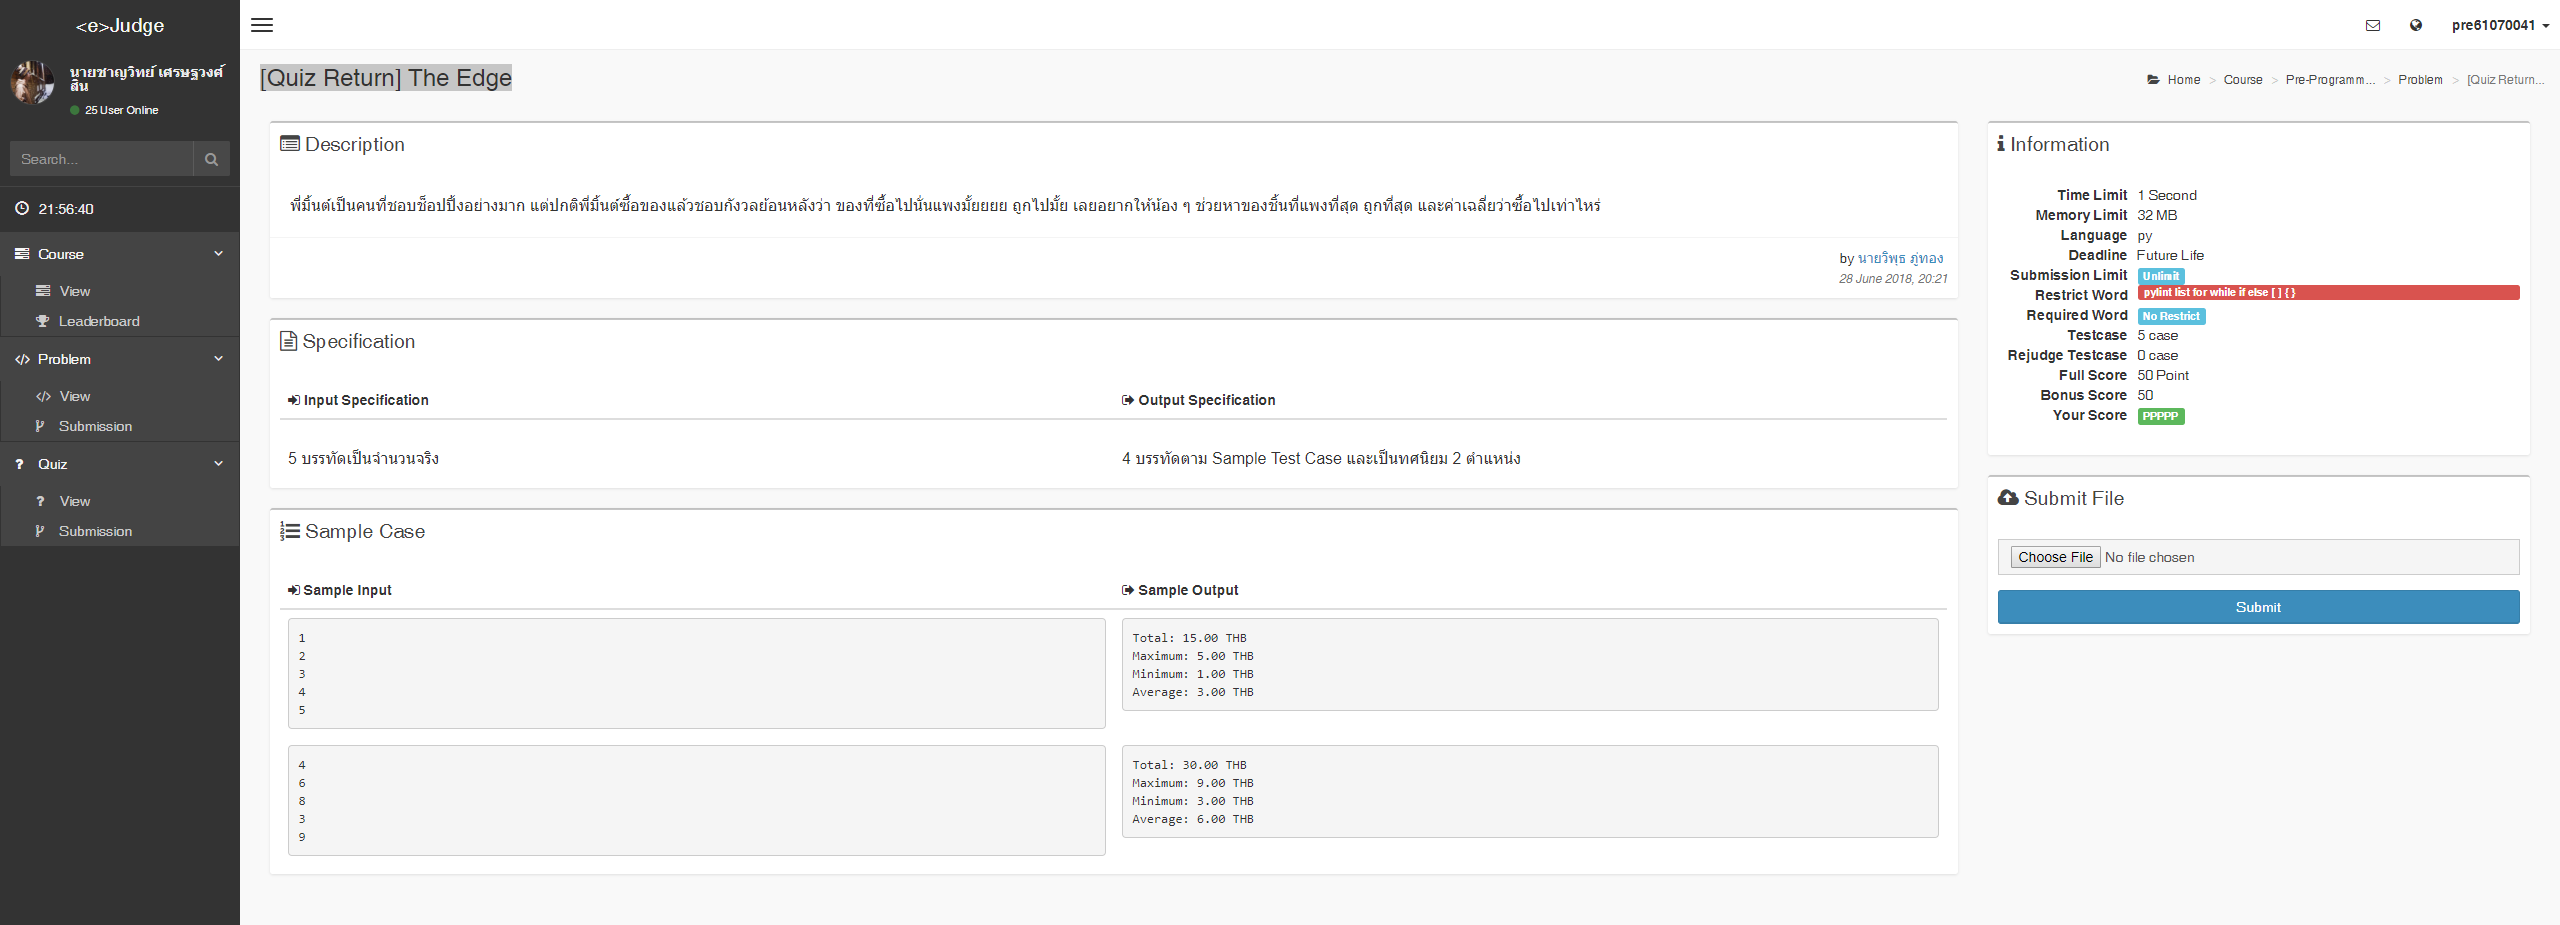 <e>Judge
pre61070041
นายชาญวิทย์ เศรษฐวงศ์
สิน
25 User Online
Search...
21:56:40
Course
View
Leaderboard
Problem
View
Submission
Quiz
View
Submission
[Quiz Return] The Edge
Home > Course > Pre-Programm... > Problem > [Quiz Return...
Description
พี่มิ้นต์เป็นคนที่ชอบช็อปปิ้งอย่างมาก แต่ปกติพี่มิ้นต์ซื้อของแล้วชอบกังวลย้อนหลังว่า ของที่ซื้อไปนั่นแพงมั้ยยยย ถูกไปมั้ย เลยอยากให้น้อง ๆ ช่วยหาของชิ้นที่แพงที่สุด ถูกที่สุด และค่าเฉลี่ยว่าซื้อไปเท่าไหร่
by นายวิพุธ ภู่ทอง
28 June 2018, 20:21
Specification
Input Specification
Output Specification
5 บรรทัดเป็นจำนวนจริง
4 บรรทัดตาม Sample Test Case และเป็นทศนิยม 2 ตำแหน่ง
Sample Case
Sample Input
Sample Output
1
2
3
4
5
Total: 15.00 THB
Maximum: 5.00 THB
Minimum: 1.00 THB
Average: 3.00 THB
4
6
8
3
9
Total: 30.00 THB
Maximum: 9.00 THB
Minimum: 3.00 THB
Average: 6.00 THB
Information
Time Limit 1 Second
Memory Limit 32 MB
Language py
Deadline Future Life
Submission Limit Unlimit
Restrict Word pylint list for while if else [ ] { }
Required Word No Restrict
Testcase 5 case
Rejudge Testcase 0 case
Full Score 50 Point
Bonus Score 50
Your Score PPPPP
Submit File
Choose File No file chosen
Submit